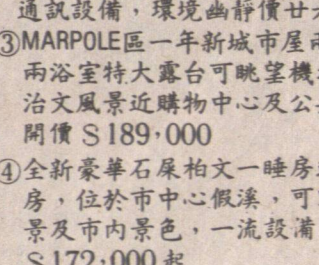 通訊設備，環境幽靜價廿
③MARPOLE區一年新城市屋兩
兩浴室特大露台可眺望機
治文風景近購物中心及公
開價 S 189,000
④全新豪華石屎柏文一睡房
房，位於市中心假溪，可
景及市內景色，一流設備
S 172,000 起